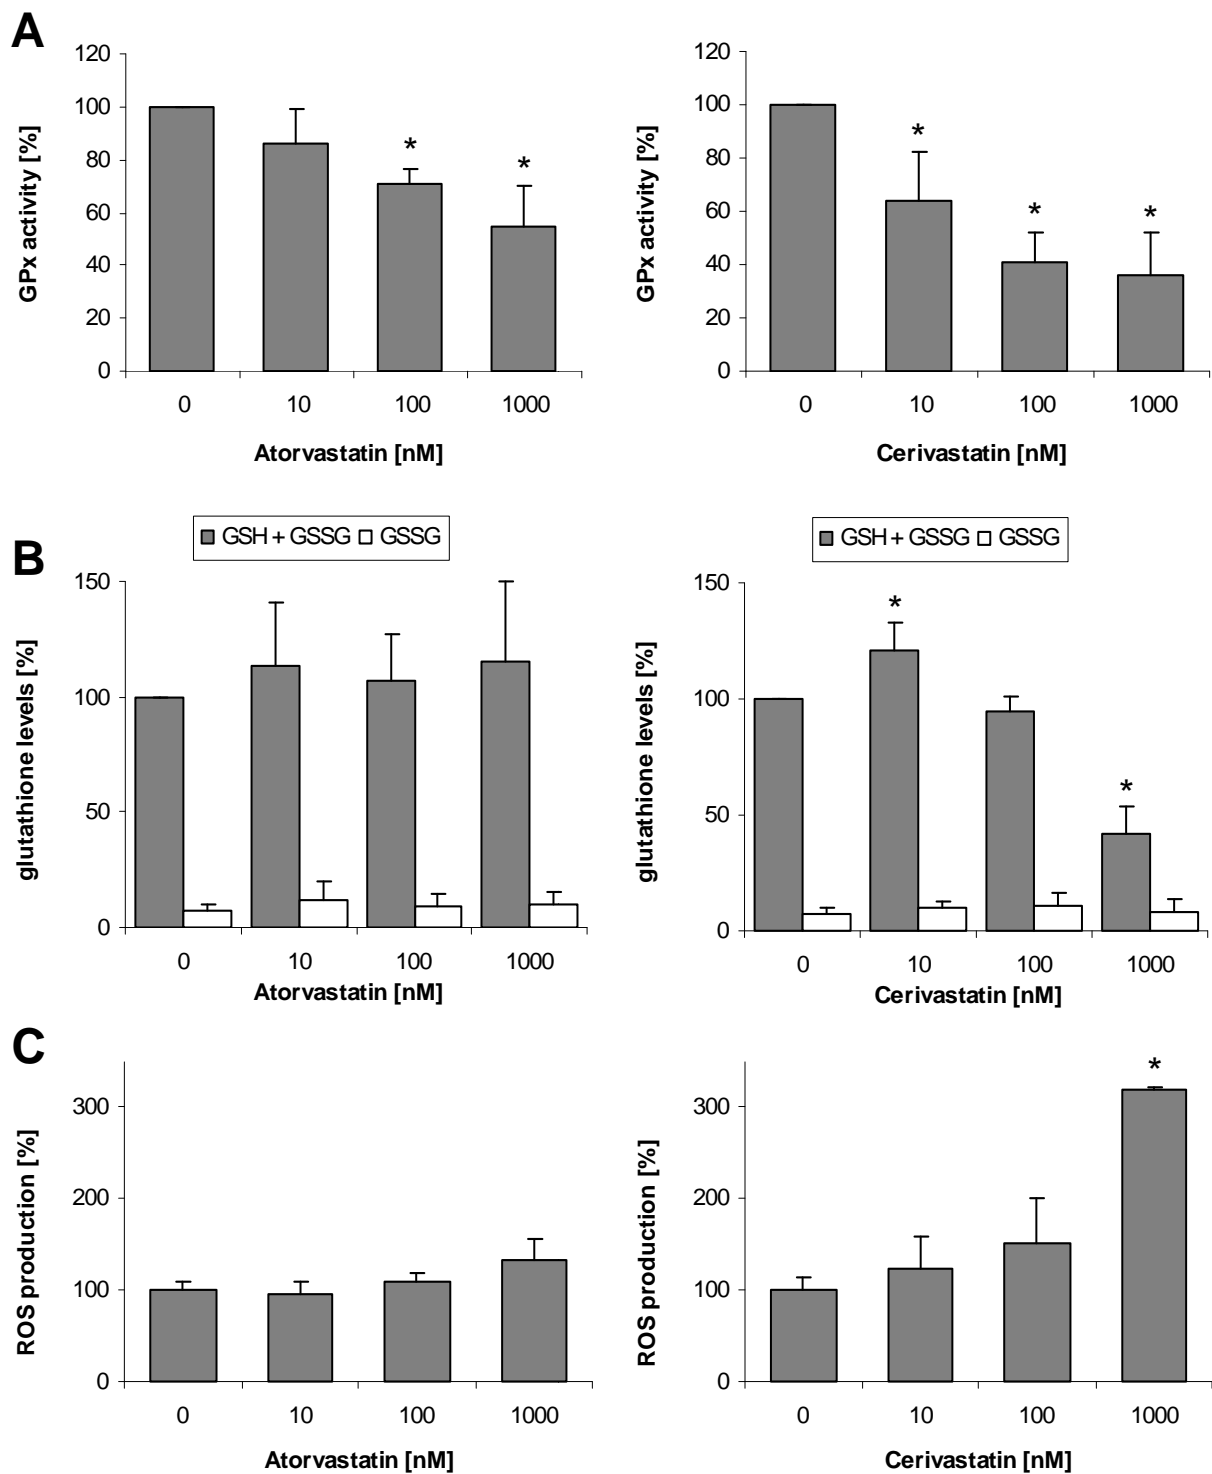 A
120
100
80
60
40
20
0
GPx activity [%]
* *
0 10 100 1000
Atorvastatin [nM]
120
100
80
60
40
20
0
GPx activity [%]
* * *
0 10 100 1000
Cerivastatin [nM]
B
GSH + GSSG GSSG
150
100
50
0
glutathione levels [%]
0 10 100 1000
Atorvastatin [nM]
GSH + GSSG GSSG
150
100
50
0
glutathione levels [%]
* *
0 10 100 1000
Cerivastatin [nM]
C
300
200
100
0
ROS production [%]
0 10 100 1000
Atorvastatin [nM]
300
200
100
0
ROS production [%]
*
0 10 100 1000
Cerivastatin [nM]